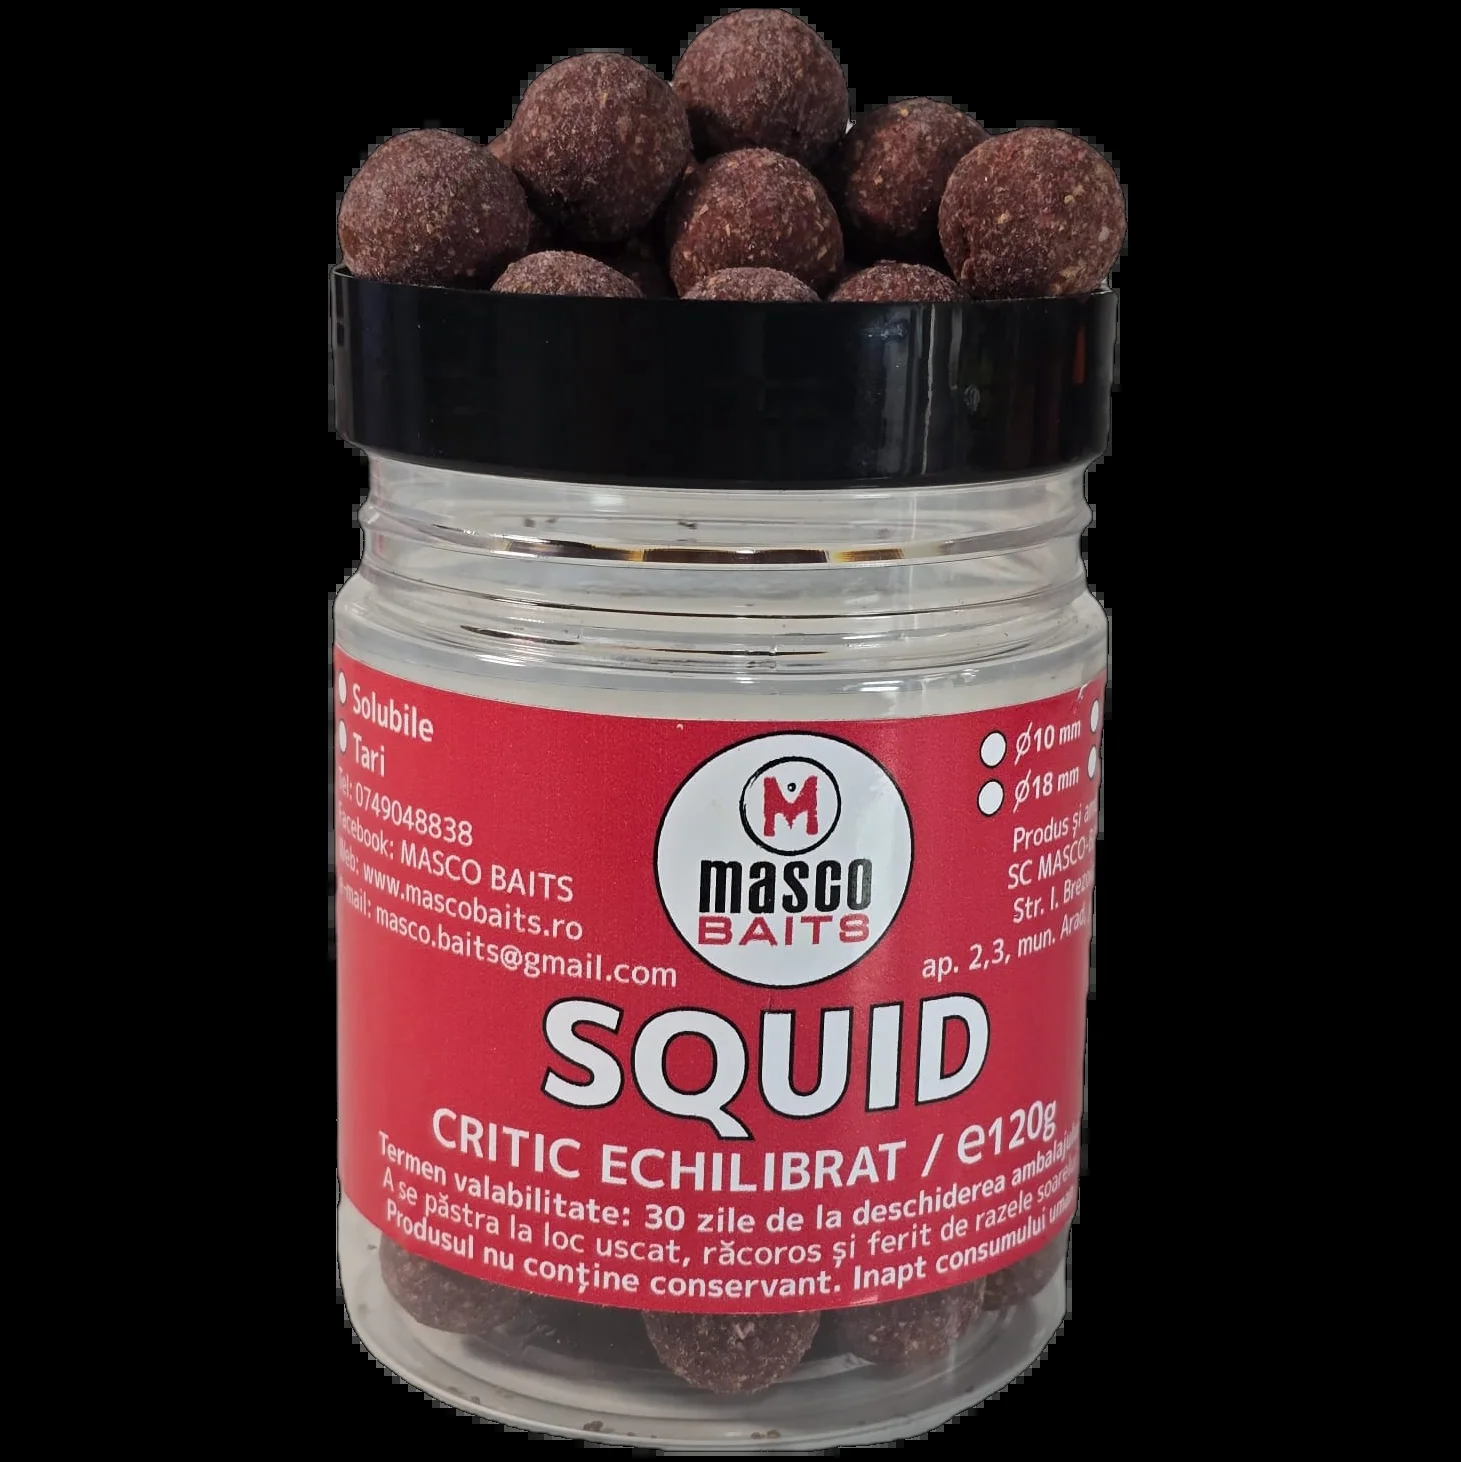 Solubile
Tari
Tel: 0749048838
Facebook: MASCO BAITS
Web: www.mascobaits.ro
mail: masco.baits@gmail.com
M
masco
BAITS
Ø10 mm
Ø18 mm
Produs și
SC MASCO-
Str. I.
ap. 2,3, mun. Arad,
SQUID
CRITIC ECHILIBRAT / e120g
Termen valabilitate: 30 zile de la deschiderea
A se păstra la loc uscat, răcoros și ferit de razele
Produsul nu conține conservant. Inapt consumului